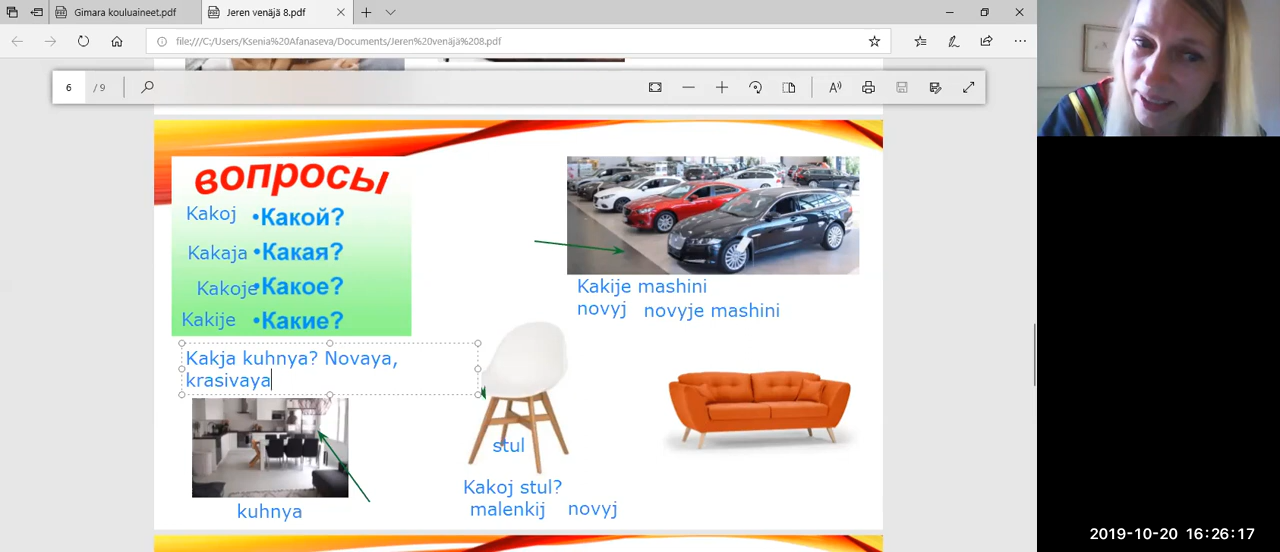 Gimara kouluaineet.pdf
Jeren venäjä 8.pdf
file:///C:/Users/Ksenia%20Afanaseva/Documents/Jeren%20venäjä%208.pdf
6 / 9
вопросы
Kakoj •Какой?
Kakaja •Какая?
Kakoje •Какое?
Kakije •Какие?
Kakije mashini
novyj novyje mashini
Kakja kuhnya? Novaya,
krasivaya
kuhnya
stul
Kakoj stul?
malenkij novyj
2019-10-20 16:26:17